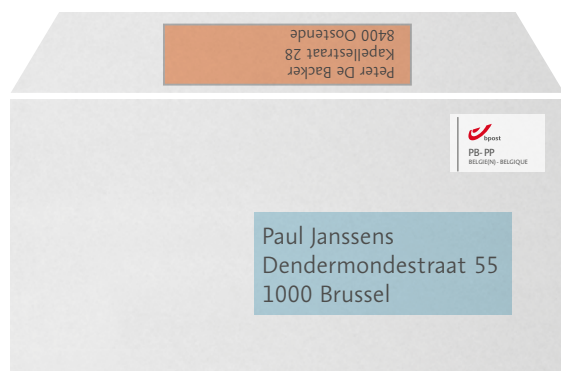 Peter De Backer
Kapellestraat 28
8400 Oostende
bpost
PB-PP
BELGIE(N) - BELGIQUE
Paul Janssens
Dendermondestraat 55
1000 Brussel